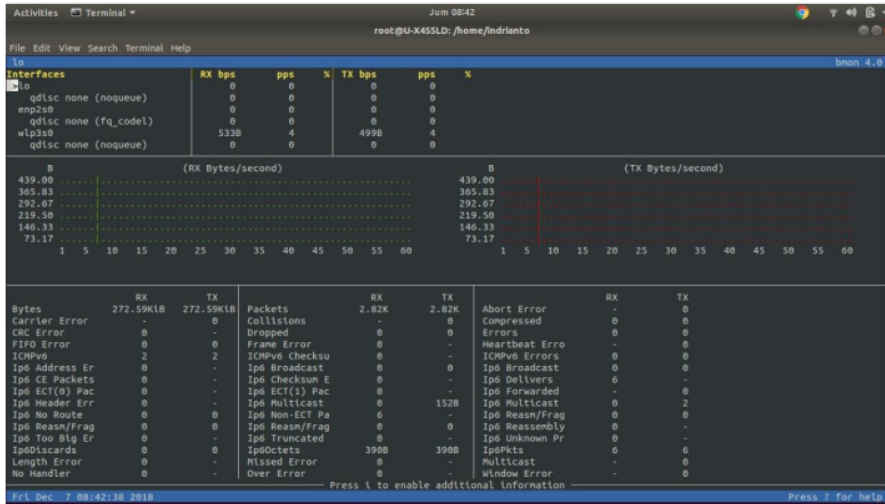 Activities Terminal Jum 08:42
root@U-X455LD: /home/indrianto
File Edit View Search Terminal Help
lo bmon 4.0
Interfaces RX bps pps % TX bps pps %
->lo 0 0 0 0
qdisc none (noqueue) 0 0 0 0
enp2s0 0 0 0 0
qdisc none (fq_codel) 0 0 0 0
wlp3s0 533B 4 499B 4
qdisc none (noqueue) 0 0 0 0
B (RX Bytes/second) B (TX Bytes/second)
439.00 439.00
365.83 365.83
292.67 292.67
219.50 219.50
146.33 146.33
73.17 73.17
1 5 10 15 20 25 30 35 40 45 50 55 60 1 5 10 15 20 25 30 35 40 45 50 55 60
RX TX RX TX RX TX
Bytes 272.59KiB 272.59KiB Packets 2.82K 2.82K Abort Error - 0
Carrier Error - 0 Collisions - 0 Compressed 0 0
CRC Error 0 - Dropped 0 0 Errors 0 0
FIFO Error 0 0 Frame Error 0 - Heartbeat Erro - 0
ICMPv6 2 2 ICMPv6 Checksu 0 - ICMPv6 Errors 0 0
Ip6 Address Er 0 - Ip6 Broadcast 0 0 Ip6 Broadcast 0 0
Ip6 CE Packets 0 - Ip6 Checksum E 0 - Ip6 Delivers 6 -
Ip6 ECT(0) Pac 0 - Ip6 ECT(1) Pac 0 - Ip6 Forwarded - 0
Ip6 Header Err 0 - Ip6 Multicast 0 152B Ip6 Multicast 0 2
Ip6 No Route 0 0 Ip6 Non-ECT Pa 6 - Ip6 Reasm/Frag 0 0
Ip6 Reasm/Frag 0 0 Ip6 Reasm/Frag 0 0 Ip6 Reassembly 0 -
Ip6 Too Big Er 0 - Ip6 Truncated 0 - Ip6 Unknown Pr 0 -
Ip6Discards 0 0 Ip6Octets 390B 390B Ip6Pkts 6 6
Length Error 0 - Missed Error 0 - Multicast 0 -
No Handler 0 - Over Error 0 - Window Error - 0
Press i to enable additional information
Fri Dec 7 08:42:38 2018 Press ? for help